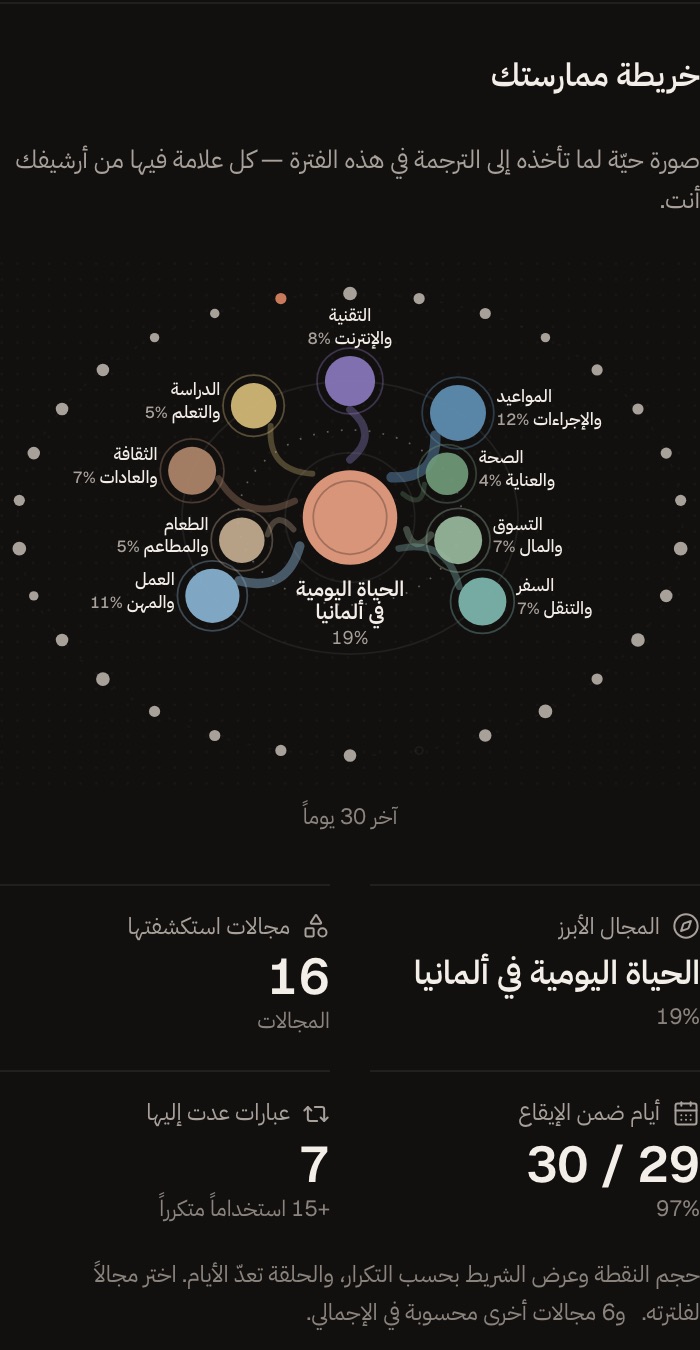 خريطة ممارستك
صورة حيّة لما تأخذه إلى الترجمة في هذه الفترة — كل علامة فيها من أرشيفك
أنت.
التقنية
والإنترنت 8%
المواعيد
والإجراءات 12%
الدراسة
والتعلم 5%
الصحة
والعناية 4%
الثقافة
والعادات 7%
التسوق
والمال 7%
الطعام
والمطاعم 5%
السفر
والتنقل 7%
العمل
والمهن 11%
الحياة اليومية
في ألمانيا
19%
آخر 30 يوماً
المجال الأبرز
الحياة اليومية في ألمانيا
19%
مجالات استكشفتها
16
المجالات
أيام ضمن الإيقاع
29 / 30
97%
عبارات عدت إليها
7
+15 استخداماً متكرراً
حجم النقطة وعرض الشريط بحسب التكرار، والحلقة تعدّ الأيام. اختر مجالاً
لفلترته. و6 مجالات أخرى محسوبة في الإجمالي.